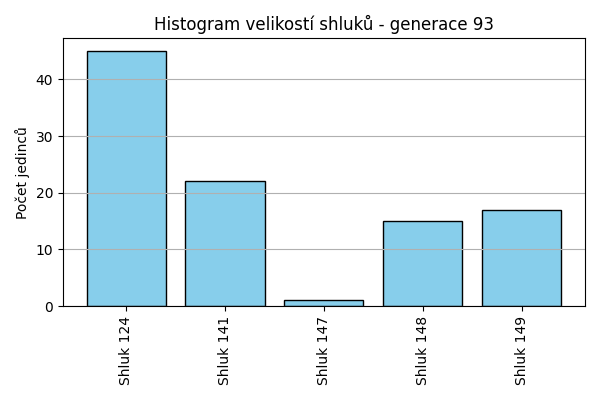 Histogram velikostí shluků - generace 93
Počet jedinců
40
30
20
10
0
Shluk 124
Shluk 141
Shluk 147
Shluk 148
Shluk 149